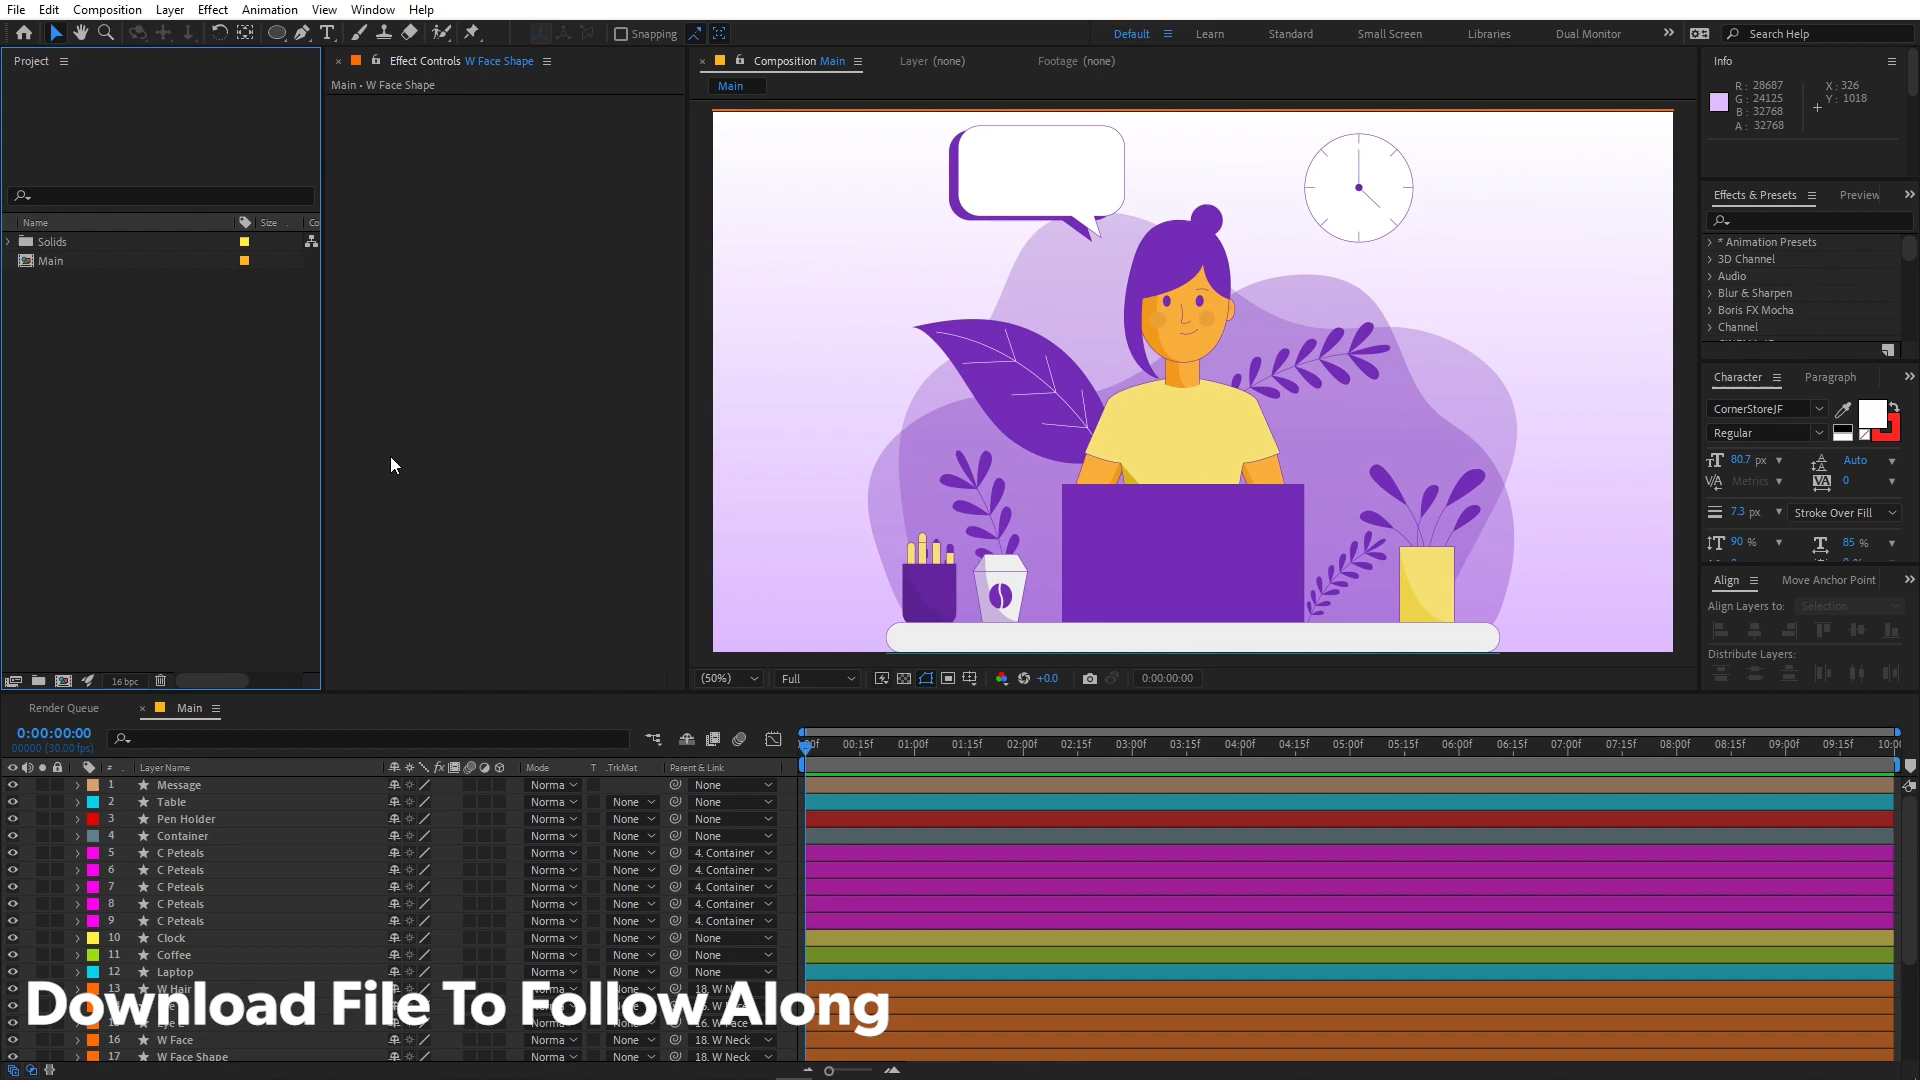 File Edit Composition Layer Effect Animation View Window Help
Snapping Default Learn Standard Small Screen Libraries Dual Monitor Search Help
Project
Effect Controls W Face Shape
Main • W Face Shape
Composition Main Layer (none) Footage (none)
Main
Info
R : 28687
G : 24125
B : 32768
A : 32768
X : 326
Y : 1018
Name Size Co
Solids
Main
Effects & Presets Preview
* Animation Presets
3D Channel
Audio
Blur & Sharpen
Boris FX Mocha
Channel
Character Paragraph
CornerStoreJF
Regular
80.7 px Auto
Metrics 0
7.3 px Stroke Over Fill
90 % 85 %
Align Move Anchor Point
Align Layers to: Selection
Distribute Layers:
16 bpc
(50%) Full +0.0 0:00:00:00
Render Queue Main
0:00:00:00
00000 (30.00 fps)
00f 00:15f 01:00f 01:15f 02:00f 02:15f 03:00f 03:15f 04:00f 04:15f 05:00f 05:15f 06:00f 06:15f 07:00f 07:15f 08:00f 08:15f 09:00f 09:15f 10:00
# Layer Name fx Mode T .TrkMat Parent & Link
1 Message Norma None
2 Table Norma None None
3 Pen Holder Norma None None
4 Container Norma None None
5 C Peteals Norma None 4. Container
6 C Peteals Norma None 4. Container
7 C Peteals Norma None 4. Container
8 C Peteals Norma None 4. Container
9 C Peteals Norma None 4. Container
10 Clock Norma None None
11 Coffee Norma None None
12 Laptop Norma None None
13 W Hair Norma None 18. W N
Download File To Follow Along
16 W Face Norma None 18. W Neck
17 W Face Shape Norma None 18. W Neck